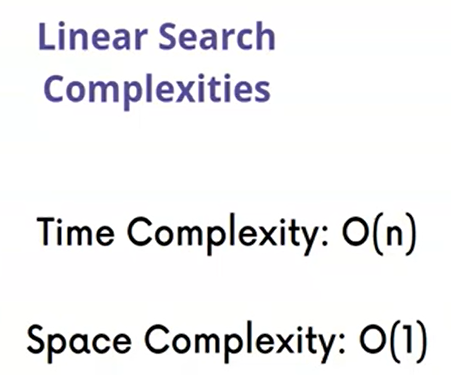 Linear Search
Complexities
Time Complexity: O(n)
Space Complexity: O(1)